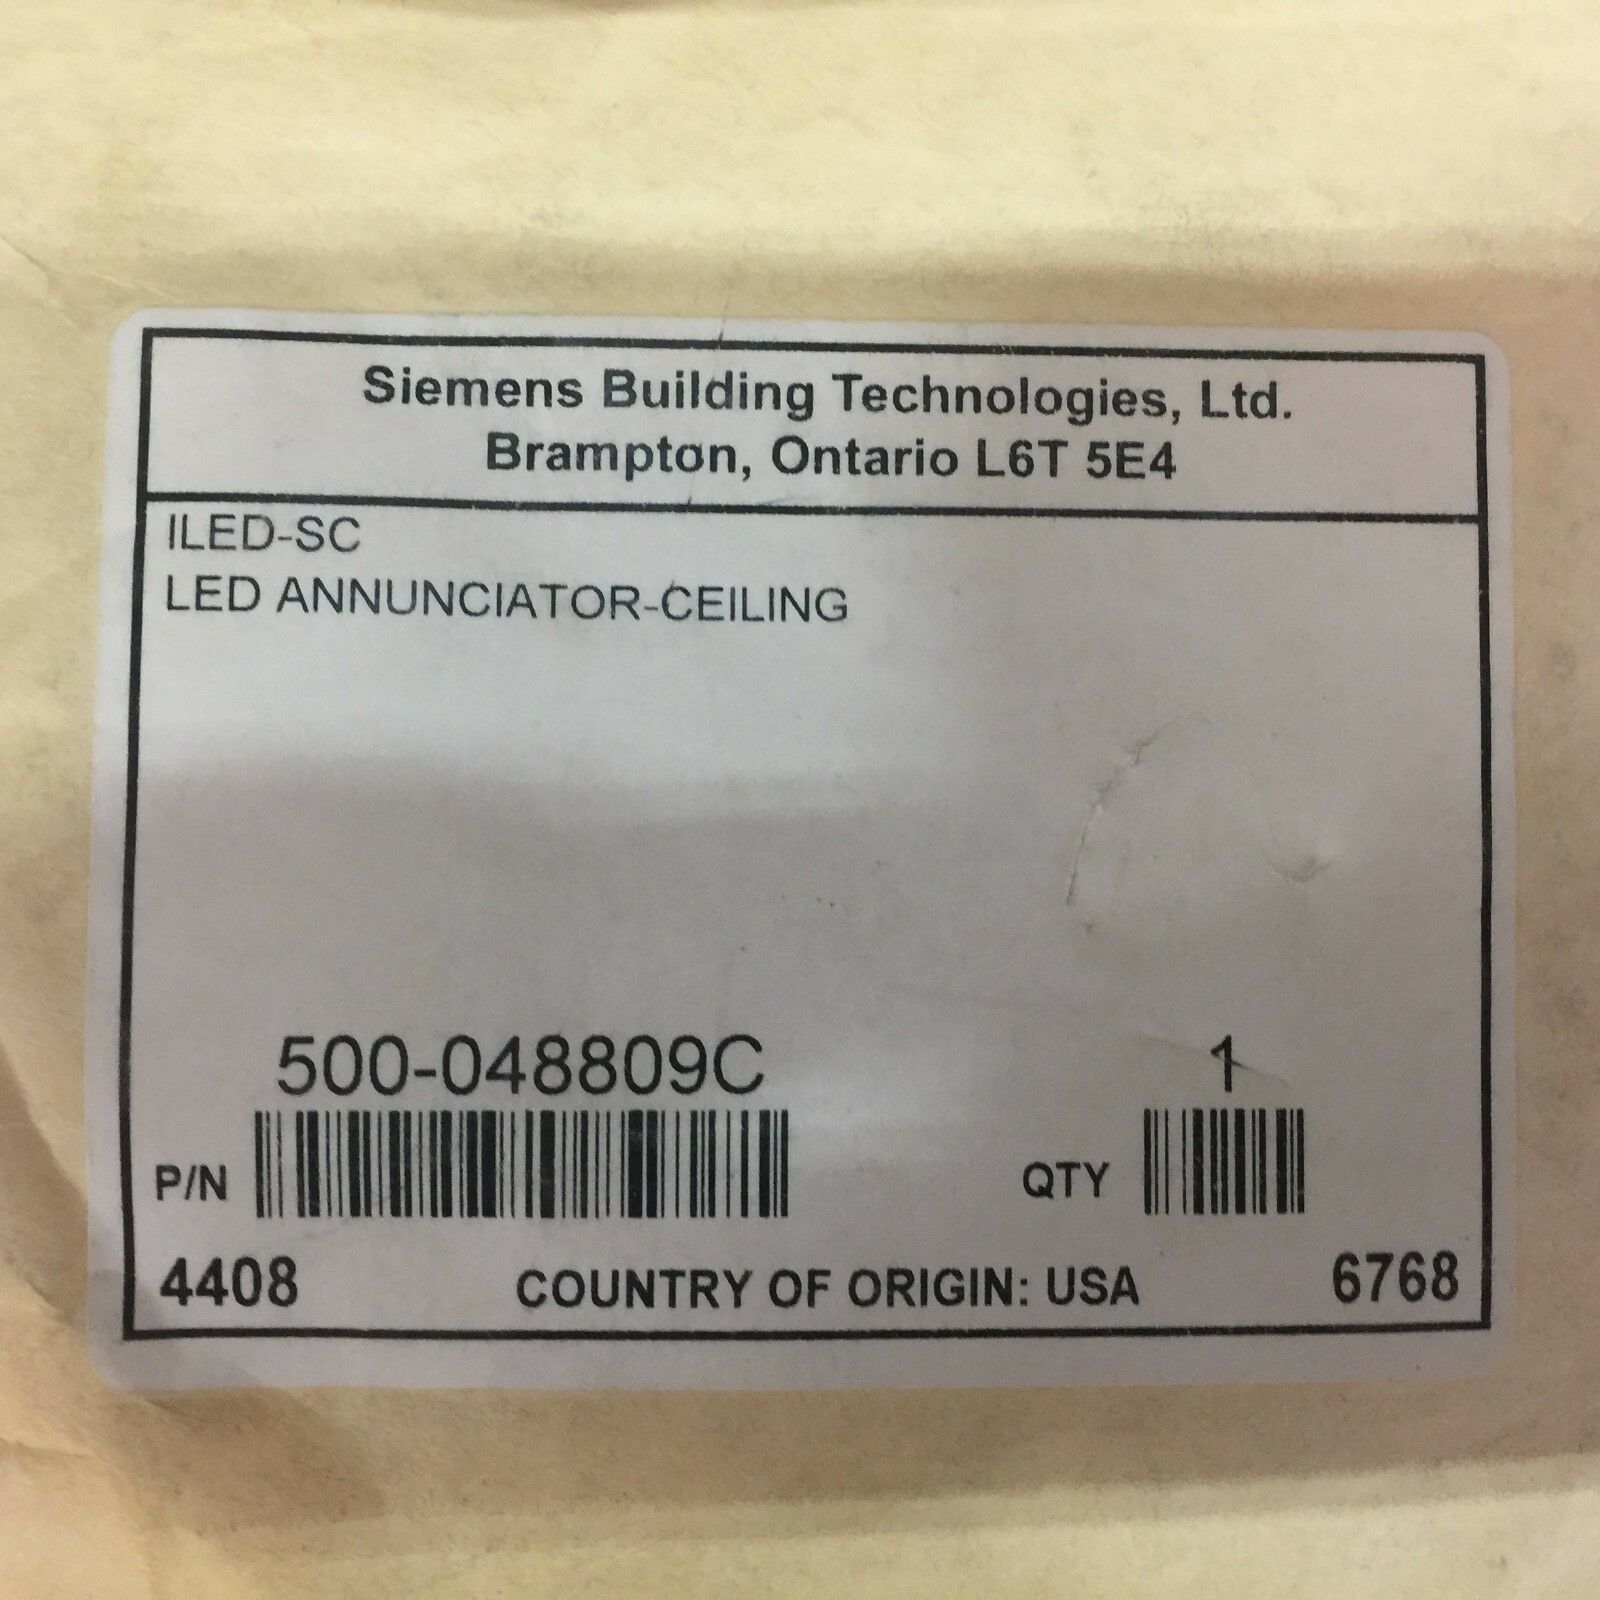 Siemens Building Technologies, Ltd.
Brampton, Ontario L6T 5E4
ILED-SC
LED ANNUNCIATOR-CEILING
500-048809C 1
P/N QTY
4408 COUNTRY OF ORIGIN: USA 6768